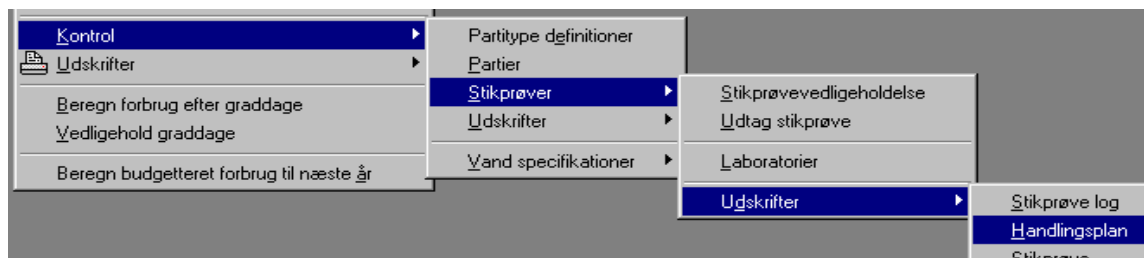 Kontrol
Udskrifter
Beregn forbrug efter graddage
Vedligehold graddage
Beregn budgetteret forbrug til næste år
Partitype definitioner
Partier
Stikprøver
Udskrifter
Vand specifikationer
Stikprøvevedligeholdelse
Udtag stikprøve
Laboratorier
Udskrifter
Stikprøve log
Handlingsplan
Stikprøve